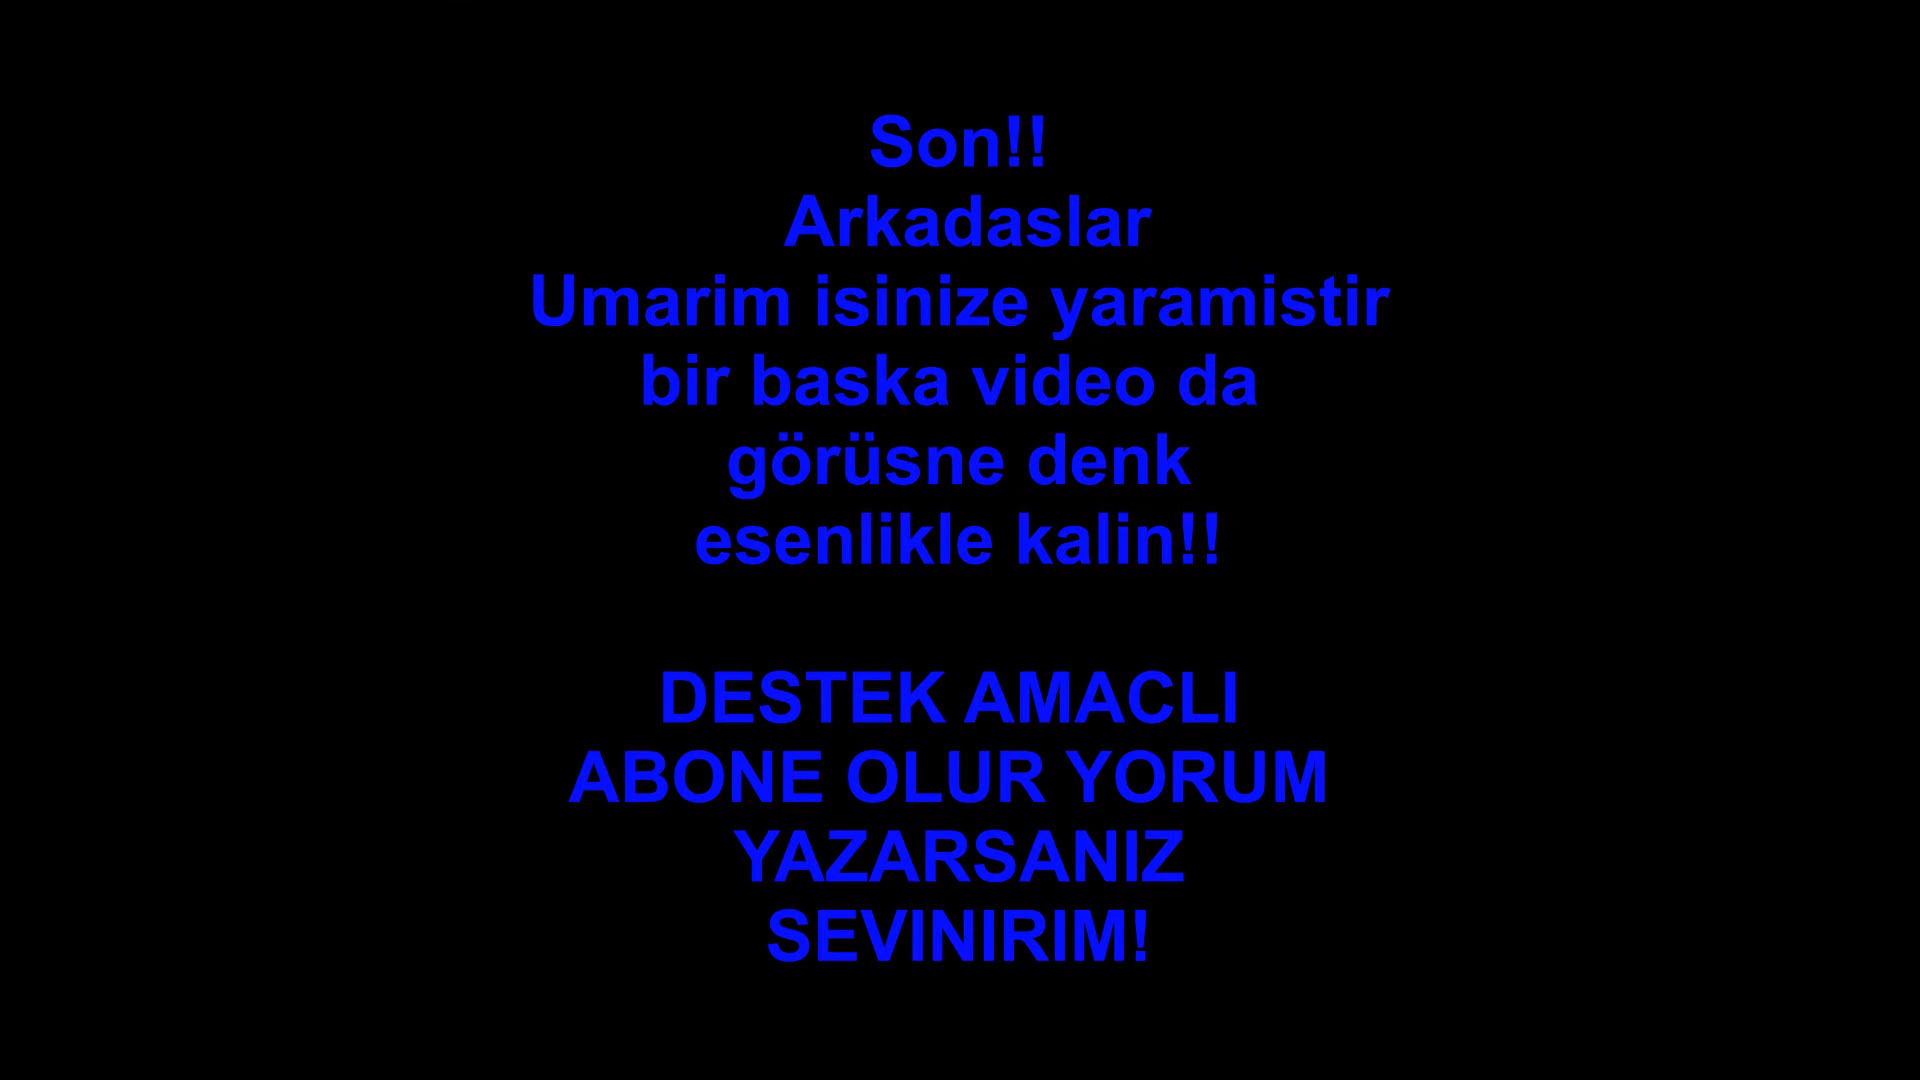 Son!!
Arkadaslar
Umarim isinize yaramistir
bir baska video da
görüsne denk
esenlikle kalin!!
DESTEK AMACLI
ABONE OLUR YORUM
YAZARSANIZ
SEVINIRIM!